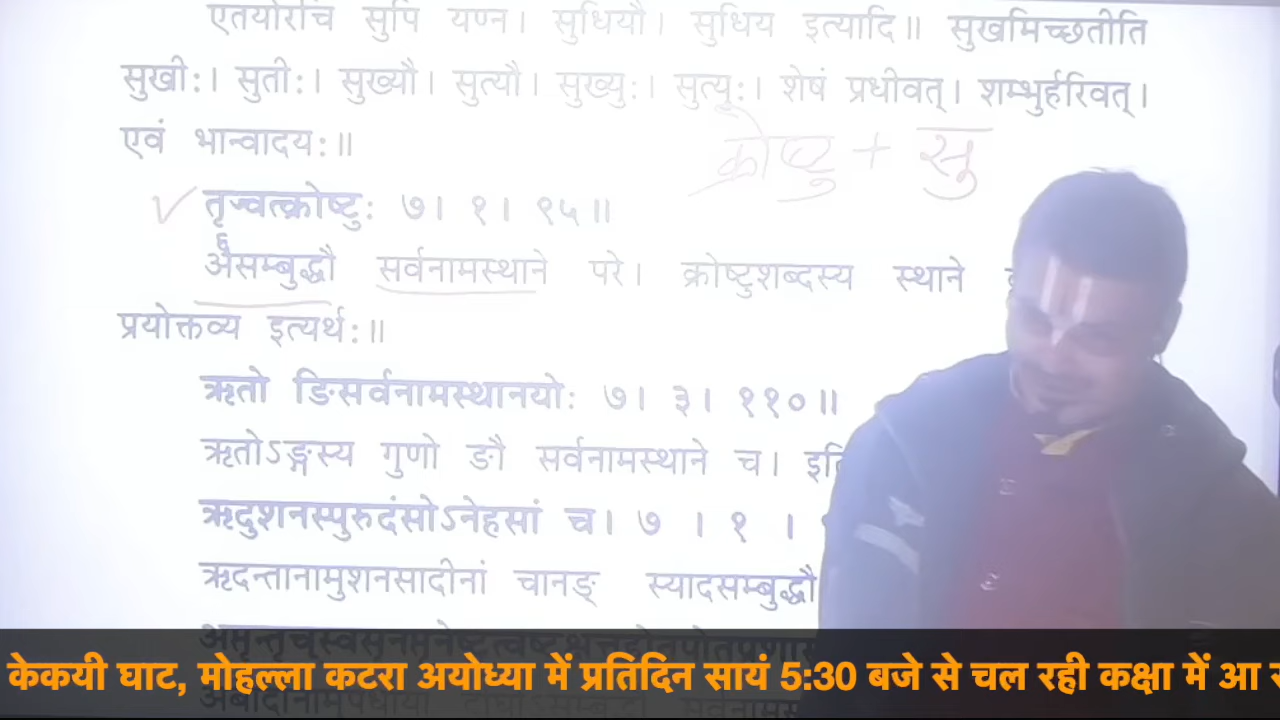 एतयोरचि सुपि यण्न। सुधियौ। सुधिय इत्यादि॥ सुखमिच्छतीति
सुखीः। सुतीः। सुख्यौ। सुत्यौ। सुख्युः। सुत्युः। शेषं प्रधीवत्। शम्भुर्हरिवत्।
एवं भान्वादयः॥
क्रोष्टु + सु
तृज्वत्क्रोष्टुः ७। १। ९५॥
असम्बुद्धौ सर्वनामस्थाने परे। क्रोष्टुशब्दस्य स्थाने
प्रयोक्तव्य इत्यर्थः॥
ऋतो ङिसर्वनामस्थानयोः ७। ३। ११०॥
ऋतोऽङ्गस्य गुणो ङौ सर्वनामस्थाने च।
ऋदुशनस्पुरुदंसोऽनेहसां च। ७ । १ ।
ऋदन्तानामुशनसादीनां चानङ् स्यादसम्बुद्धौ
केकयी घाट, मोहल्ला कटरा अयोध्या में प्रतिदिन सायं 5:30 बजे से चल रही कक्षा में आ